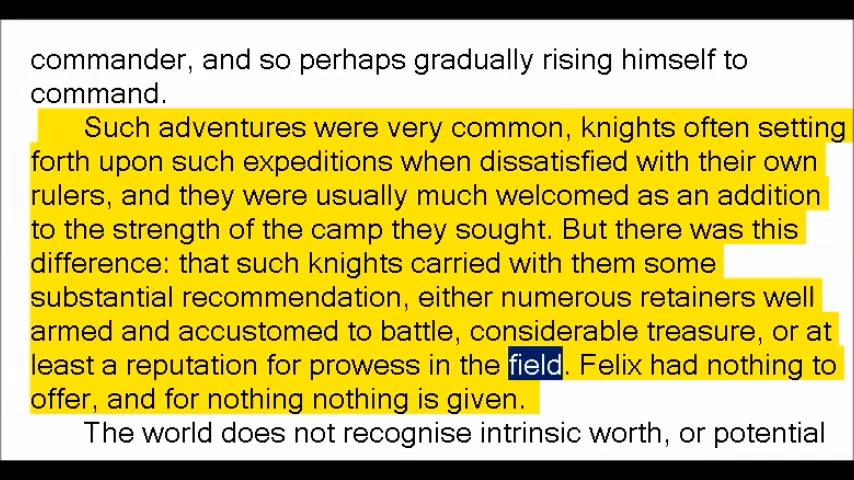 commander, and so perhaps gradually rising himself to
command.
Such adventures were very common, knights often setting
forth upon such expeditions when dissatisfied with their own
rulers, and they were usually much welcomed as an addition
to the strength of the camp they sought. But there was this
difference: that such knights carried with them some
substantial recommendation, either numerous retainers well
armed and accustomed to battle, considerable treasure, or at
least a reputation for prowess in the field. Felix had nothing to
offer, and for nothing nothing is given.
The world does not recognise intrinsic worth, or potential